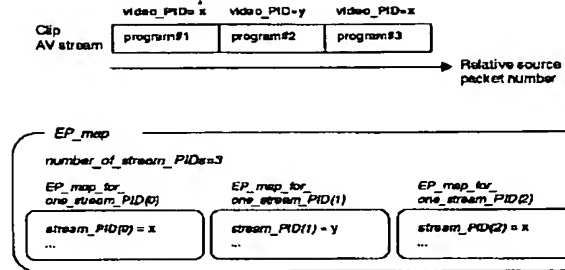 video_PID= x video_PID=y video_PID=x
Clip
AV stream
program#1 program#2 program#3
Relative source
packet number
EP_map
number_of_stream_PIDs=3
EP_map_for_
one_stream_PID(0)
EP_map_for_
one_stream_PID(1)
EP_map_for_
one_stream_PID(2)
stream_PID(0) = x
...
stream_PID(1) = y
...
stream_PID(2) = x
...